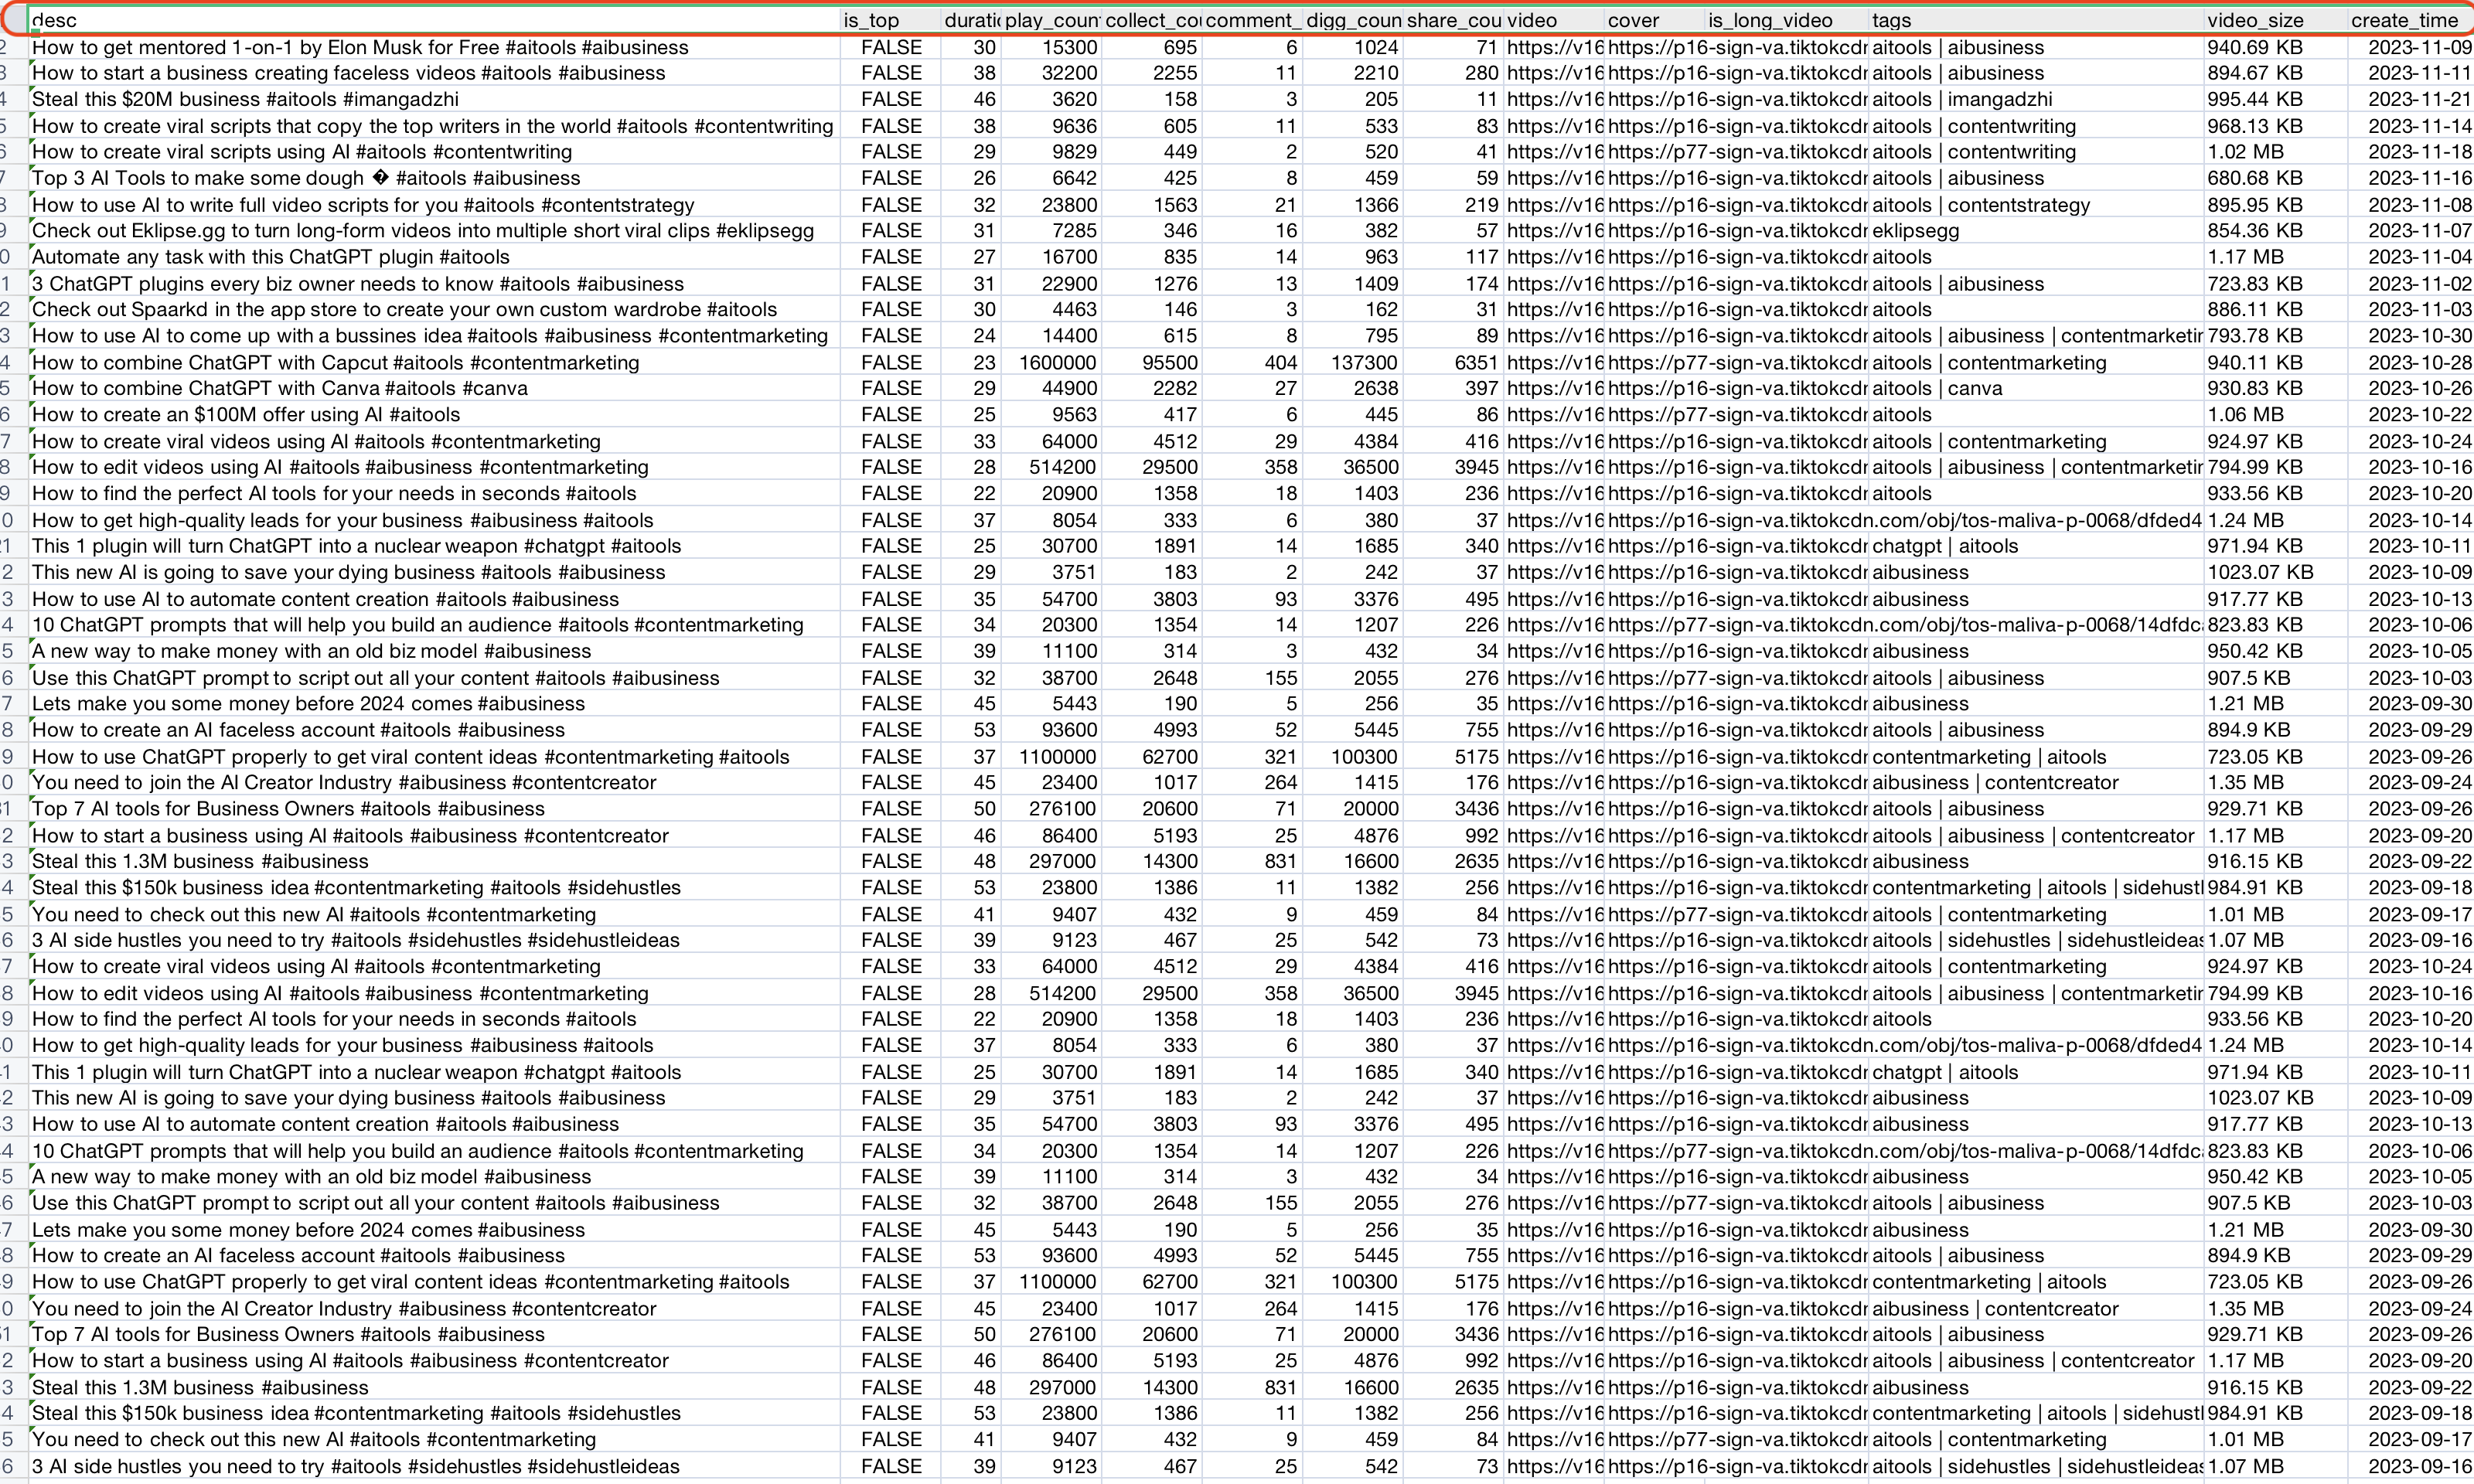 desc is_top duratic play_count collect_cou comment_ digg_coun share_cou video cover is_long_video tags video_size create_time
2 How to get mentored 1-on-1 by Elon Musk for Free #aitools #aibusiness FALSE 30 15300 695 6 1024 71 https://v16 https://p16-sign-va.tiktokcdn aitools | aibusiness 940.69 KB 2023-11-09
3 How to start a business creating faceless videos #aitools #aibusiness FALSE 38 32200 2255 11 2210 280 https://v16 https://p16-sign-va.tiktokcdn aitools | aibusiness 894.67 KB 2023-11-11
4 Steal this $20M business #aitools #imangadzhi FALSE 46 3620 158 3 205 11 https://v16 https://p16-sign-va.tiktokcdn aitools | imangadzhi 995.44 KB 2023-11-21
5 How to create viral scripts that copy the top writers in the world #aitools #contentwriting FALSE 38 9636 605 11 533 83 https://v16 https://p16-sign-va.tiktokcdn aitools | contentwriting 968.13 KB 2023-11-14
6 How to create viral scripts using AI #aitools #contentwriting FALSE 29 9829 449 2 520 41 https://v16 https://p77-sign-va.tiktokcdn aitools | contentwriting 1.02 MB 2023-11-18
7 Top 3 AI Tools to make some dough � #aitools #aibusiness FALSE 26 6642 425 8 459 59 https://v16 https://p16-sign-va.tiktokcdn aitools | aibusiness 680.68 KB 2023-11-16
8 How to use AI to write full video scripts for you #aitools #contentstrategy FALSE 32 23800 1563 21 1366 219 https://v16 https://p16-sign-va.tiktokcdn aitools | contentstrategy 895.95 KB 2023-11-08
9 Check out Eklipse.gg to turn long-form videos into multiple short viral clips #eklipsegg FALSE 31 7285 346 16 382 57 https://v16 https://p16-sign-va.tiktokcdn eklipsegg 854.36 KB 2023-11-07
0 Automate any task with this ChatGPT plugin #aitools FALSE 27 16700 835 14 963 117 https://v16 https://p16-sign-va.tiktokcdn aitools 1.17 MB 2023-11-04
1 3 ChatGPT plugins every biz owner needs to know #aitools #aibusiness FALSE 31 22900 1276 13 1409 174 https://v16 https://p16-sign-va.tiktokcdn aitools | aibusiness 723.83 KB 2023-11-02
2 Check out Spaarkd in the app store to create your own custom wardrobe #aitools FALSE 30 4463 146 3 162 31 https://v16 https://p16-sign-va.tiktokcdn aitools 886.11 KB 2023-11-03
3 How to use AI to come up with a bussines idea #aitools #aibusiness #contentmarketing FALSE 24 14400 615 8 795 89 https://v16 https://p16-sign-va.tiktokcdn aitools | aibusiness | contentmarketin 793.78 KB 2023-10-30
4 How to combine ChatGPT with Capcut #aitools #contentmarketing FALSE 23 1600000 95500 404 137300 6351 https://v16 https://p77-sign-va.tiktokcdn aitools | contentmarketing 940.11 KB 2023-10-28
5 How to combine ChatGPT with Canva #aitools #canva FALSE 29 44900 2282 27 2638 397 https://v16 https://p16-sign-va.tiktokcdn aitools | canva 930.83 KB 2023-10-26
6 How to create an $100M offer using AI #aitools FALSE 25 9563 417 6 445 86 https://v16 https://p77-sign-va.tiktokcdn aitools 1.06 MB 2023-10-22
7 How to create viral videos using AI #aitools #contentmarketing FALSE 33 64000 4512 29 4384 416 https://v16 https://p16-sign-va.tiktokcdn aitools | contentmarketing 924.97 KB 2023-10-24
8 How to edit videos using AI #aitools #aibusiness #contentmarketing FALSE 28 514200 29500 358 36500 3945 https://v16 https://p16-sign-va.tiktokcdn aitools | aibusiness | contentmarketin 794.99 KB 2023-10-16
9 How to find the perfect AI tools for your needs in seconds #aitools FALSE 22 20900 1358 18 1403 236 https://v16 https://p16-sign-va.tiktokcdn aitools 933.56 KB 2023-10-20
0 How to get high-quality leads for your business #aibusiness #aitools FALSE 37 8054 333 6 380 37 https://v16 https://p16-sign-va.tiktokcdn.com/obj/tos-maliva-p-0068/dfded4 1.24 MB 2023-10-14
21 This 1 plugin will turn ChatGPT into a nuclear weapon #chatgpt #aitools FALSE 25 30700 1891 14 1685 340 https://v16 https://p16-sign-va.tiktokcdn chatgpt | aitools 971.94 KB 2023-10-11
2 This new AI is going to save your dying business #aitools #aibusiness FALSE 29 3751 183 2 242 37 https://v16 https://p16-sign-va.tiktokcdn aibusiness 1023.07 KB 2023-10-09
3 How to use AI to automate content creation #aitools #aibusiness FALSE 35 54700 3803 93 3376 495 https://v16 https://p16-sign-va.tiktokcdn aibusiness 917.77 KB 2023-10-13
4 10 ChatGPT prompts that will help you build an audience #aitools #contentmarketing FALSE 34 20300 1354 14 1207 226 https://v16 https://p77-sign-va.tiktokcdn.com/obj/tos-maliva-p-0068/14dfdc 823.83 KB 2023-10-06
5 A new way to make money with an old biz model #aibusiness FALSE 39 11100 314 3 432 34 https://v16 https://p16-sign-va.tiktokcdn aibusiness 950.42 KB 2023-10-05
6 Use this ChatGPT prompt to script out all your content #aitools #aibusiness FALSE 32 38700 2648 155 2055 276 https://v16 https://p77-sign-va.tiktokcdn aitools | aibusiness 907.5 KB 2023-10-03
7 Lets make you some money before 2024 comes #aibusiness FALSE 45 5443 190 5 256 35 https://v16 https://p16-sign-va.tiktokcdn aibusiness 1.21 MB 2023-09-30
8 How to create an AI faceless account #aitools #aibusiness FALSE 53 93600 4993 52 5445 755 https://v16 https://p16-sign-va.tiktokcdn aitools | aibusiness 894.9 KB 2023-09-29
9 How to use ChatGPT properly to get viral content ideas #contentmarketing #aitools FALSE 37 1100000 62700 321 100300 5175 https://v16 https://p16-sign-va.tiktokcdn contentmarketing | aitools 723.05 KB 2023-09-26
0 You need to join the AI Creator Industry #aibusiness #contentcreator FALSE 45 23400 1017 264 1415 176 https://v16 https://p16-sign-va.tiktokcdn aibusiness | contentcreator 1.35 MB 2023-09-24
31 Top 7 AI tools for Business Owners #aitools #aibusiness FALSE 50 276100 20600 71 20000 3436 https://v16 https://p16-sign-va.tiktokcdn aitools | aibusiness 929.71 KB 2023-09-26
2 How to start a business using AI #aitools #aibusiness #contentcreator FALSE 46 86400 5193 25 4876 992 https://v16 https://p16-sign-va.tiktokcdn aitools | aibusiness | contentcreator 1.17 MB 2023-09-20
3 Steal this 1.3M business #aibusiness FALSE 48 297000 14300 831 16600 2635 https://v16 https://p16-sign-va.tiktokcdn aibusiness 916.15 KB 2023-09-22
4 Steal this $150k business idea #contentmarketing #aitools #sidehustles FALSE 53 23800 1386 11 1382 256 https://v16 https://p16-sign-va.tiktokcdn contentmarketing | aitools | sidehustl 984.91 KB 2023-09-18
5 You need to check out this new AI #aitools #contentmarketing FALSE 41 9407 432 9 459 84 https://v16 https://p77-sign-va.tiktokcdn aitools | contentmarketing 1.01 MB 2023-09-17
6 3 AI side hustles you need to try #aitools #sidehustles #sidehustleideas FALSE 39 9123 467 25 542 73 https://v16 https://p16-sign-va.tiktokcdn aitools | sidehustles | sidehustleideas 1.07 MB 2023-09-16
7 How to create viral videos using AI #aitools #contentmarketing FALSE 33 64000 4512 29 4384 416 https://v16 https://p16-sign-va.tiktokcdn aitools | contentmarketing 924.97 KB 2023-10-24
8 How to edit videos using AI #aitools #aibusiness #contentmarketing FALSE 28 514200 29500 358 36500 3945 https://v16 https://p16-sign-va.tiktokcdn aitools | aibusiness | contentmarketin 794.99 KB 2023-10-16
9 How to find the perfect AI tools for your needs in seconds #aitools FALSE 22 20900 1358 18 1403 236 https://v16 https://p16-sign-va.tiktokcdn aitools 933.56 KB 2023-10-20
0 How to get high-quality leads for your business #aibusiness #aitools FALSE 37 8054 333 6 380 37 https://v16 https://p16-sign-va.tiktokcdn.com/obj/tos-maliva-p-0068/dfded4 1.24 MB 2023-10-14
1 This 1 plugin will turn ChatGPT into a nuclear weapon #chatgpt #aitools FALSE 25 30700 1891 14 1685 340 https://v16 https://p16-sign-va.tiktokcdn chatgpt | aitools 971.94 KB 2023-10-11
2 This new AI is going to save your dying business #aitools #aibusiness FALSE 29 3751 183 2 242 37 https://v16 https://p16-sign-va.tiktokcdn aibusiness 1023.07 KB 2023-10-09
3 How to use AI to automate content creation #aitools #aibusiness FALSE 35 54700 3803 93 3376 495 https://v16 https://p16-sign-va.tiktokcdn aibusiness 917.77 KB 2023-10-13
4 10 ChatGPT prompts that will help you build an audience #aitools #contentmarketing FALSE 34 20300 1354 14 1207 226 https://v16 https://p77-sign-va.tiktokcdn.com/obj/tos-maliva-p-0068/14dfdc 823.83 KB 2023-10-06
5 A new way to make money with an old biz model #aibusiness FALSE 39 11100 314 3 432 34 https://v16 https://p16-sign-va.tiktokcdn aibusiness 950.42 KB 2023-10-05
6 Use this ChatGPT prompt to script out all your content #aitools #aibusiness FALSE 32 38700 2648 155 2055 276 https://v16 https://p77-sign-va.tiktokcdn aitools | aibusiness 907.5 KB 2023-10-03
7 Lets make you some money before 2024 comes #aibusiness FALSE 45 5443 190 5 256 35 https://v16 https://p16-sign-va.tiktokcdn aibusiness 1.21 MB 2023-09-30
8 How to create an AI faceless account #aitools #aibusiness FALSE 53 93600 4993 52 5445 755 https://v16 https://p16-sign-va.tiktokcdn aitools | aibusiness 894.9 KB 2023-09-29
9 How to use ChatGPT properly to get viral content ideas #contentmarketing #aitools FALSE 37 1100000 62700 321 100300 5175 https://v16 https://p16-sign-va.tiktokcdn contentmarketing | aitools 723.05 KB 2023-09-26
0 You need to join the AI Creator Industry #aibusiness #contentcreator FALSE 45 23400 1017 264 1415 176 https://v16 https://p16-sign-va.tiktokcdn aibusiness | contentcreator 1.35 MB 2023-09-24
51 Top 7 AI tools for Business Owners #aitools #aibusiness FALSE 50 276100 20600 71 20000 3436 https://v16 https://p16-sign-va.tiktokcdn aitools | aibusiness 929.71 KB 2023-09-26
2 How to start a business using AI #aitools #aibusiness #contentcreator FALSE 46 86400 5193 25 4876 992 https://v16 https://p16-sign-va.tiktokcdn aitools | aibusiness | contentcreator 1.17 MB 2023-09-20
3 Steal this 1.3M business #aibusiness FALSE 48 297000 14300 831 16600 2635 https://v16 https://p16-sign-va.tiktokcdn aibusiness 916.15 KB 2023-09-22
4 Steal this $150k business idea #contentmarketing #aitools #sidehustles FALSE 53 23800 1386 11 1382 256 https://v16 https://p16-sign-va.tiktokcdn contentmarketing | aitools | sidehustl 984.91 KB 2023-09-18
5 You need to check out this new AI #aitools #contentmarketing FALSE 41 9407 432 9 459 84 https://v16 https://p77-sign-va.tiktokcdn aitools | contentmarketing 1.01 MB 2023-09-17
6 3 AI side hustles you need to try #aitools #sidehustles #sidehustleideas FALSE 39 9123 467 25 542 73 https://v16 https://p16-sign-va.tiktokcdn aitools | sidehustles | sidehustleideas 1.07 MB 2023-09-16